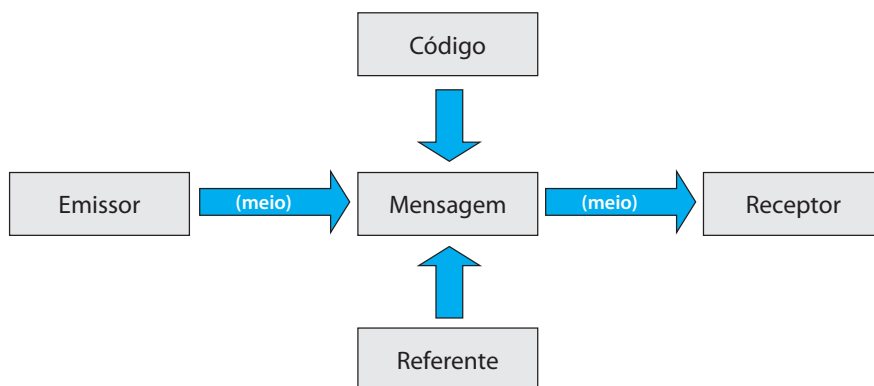 Código
Emissor
(meio)
Mensagem
(meio)
Receptor
Referente